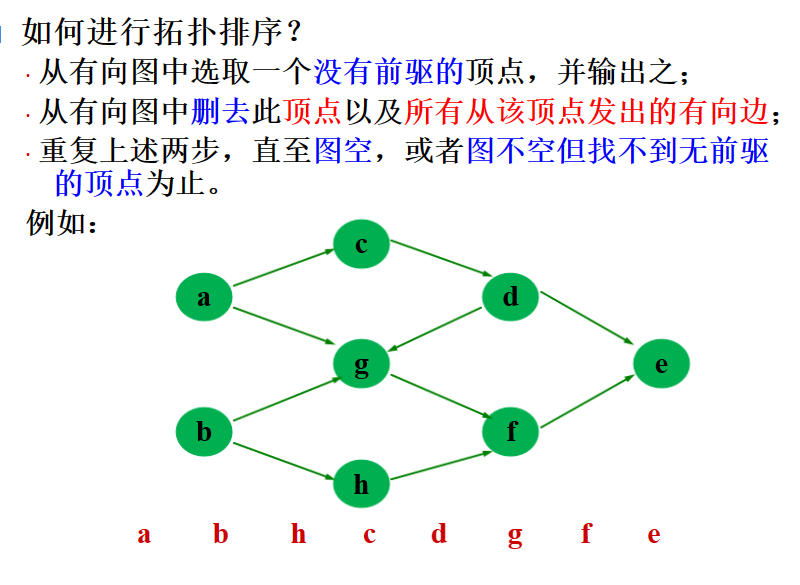 如何进行拓扑排序？
· 从有向图中选取一个没有前驱的顶点，并输出之；
· 从有向图中删去此顶点以及所有从该顶点发出的有向边；
· 重复上述两步，直至图空，或者图不空但找不到无前驱
的顶点为止。
例如：
c
a
d
g
e
b
f
h
a b h c d g f e